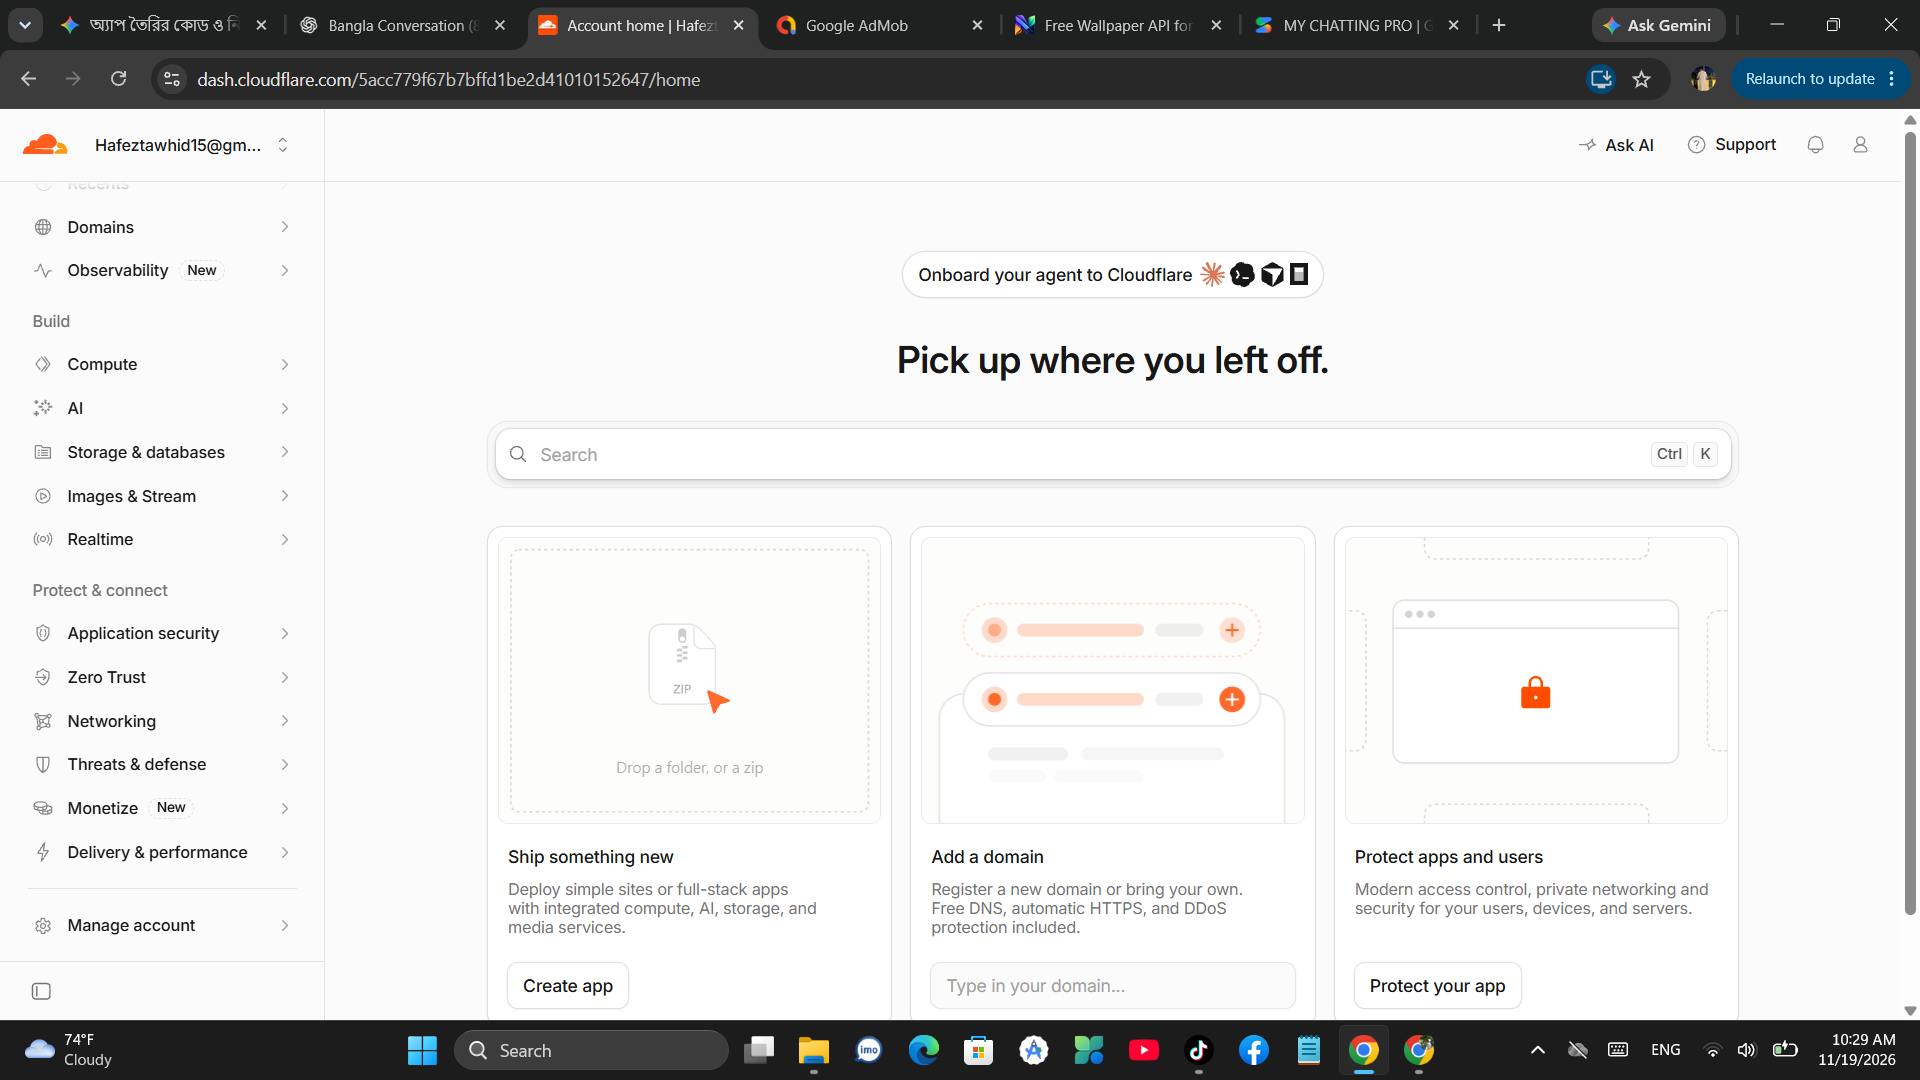 অ্যাপ তৈরির কোড ও নি
Bangla Conversation (8
Account home | Hafezt
Google AdMob
Free Wallpaper API for
MY CHATTING PRO | G
Ask Gemini
dash.cloudflare.com/5acc779f67b7bffd1be2d41010152647/home
Relaunch to update
Hafeztawhid15@gm...
Ask AI
Support
Recents
Domains
Observability New
Build
Compute
AI
Storage & databases
Images & Stream
Realtime
Protect & connect
Application security
Zero Trust
Networking
Threats & defense
Monetize New
Delivery & performance
Manage account
Onboard your agent to Cloudflare
Pick up where you left off.
Search
Ctrl K
ZIP
Drop a folder, or a zip
Ship something new
Deploy simple sites or full-stack apps
with integrated compute, AI, storage, and
media services.
Create app
Add a domain
Register a new domain or bring your own.
Free DNS, automatic HTTPS, and DDoS
protection included.
Type in your domain...
Protect apps and users
Modern access control, private networking and
security for your users, devices, and servers.
Protect your app
74°F
Cloudy
Search
imo
ENG
10:29 AM
11/19/2026